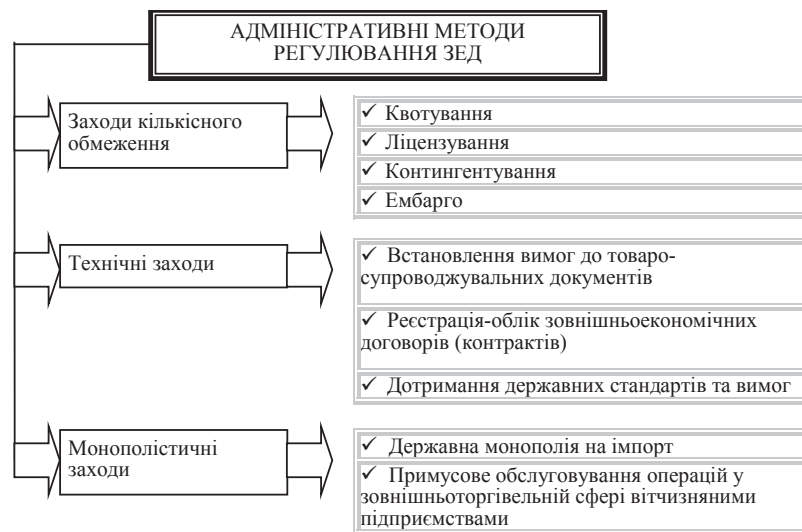 АДМІНІСТРАТИВНІ МЕТОДИ
РЕГУЛЮВАННЯ ЗЕД
Заходи кількісного
обмеження
✓ Квотування
✓ Ліцензування
✓ Контингентування
✓ Ембарго
Технічні заходи
✓ Встановлення вимог до товаро-
супроводжувальних документів
✓ Реєстрація-облік зовнішньоекономічних
договорів (контрактів)
✓ Дотримання державних стандартів та вимог
Монополістичні
заходи
✓ Державна монополія на імпорт
✓ Примусове обслуговування операцій у
зовнішньоторгівельній сфері вітчизняними
підприємствами